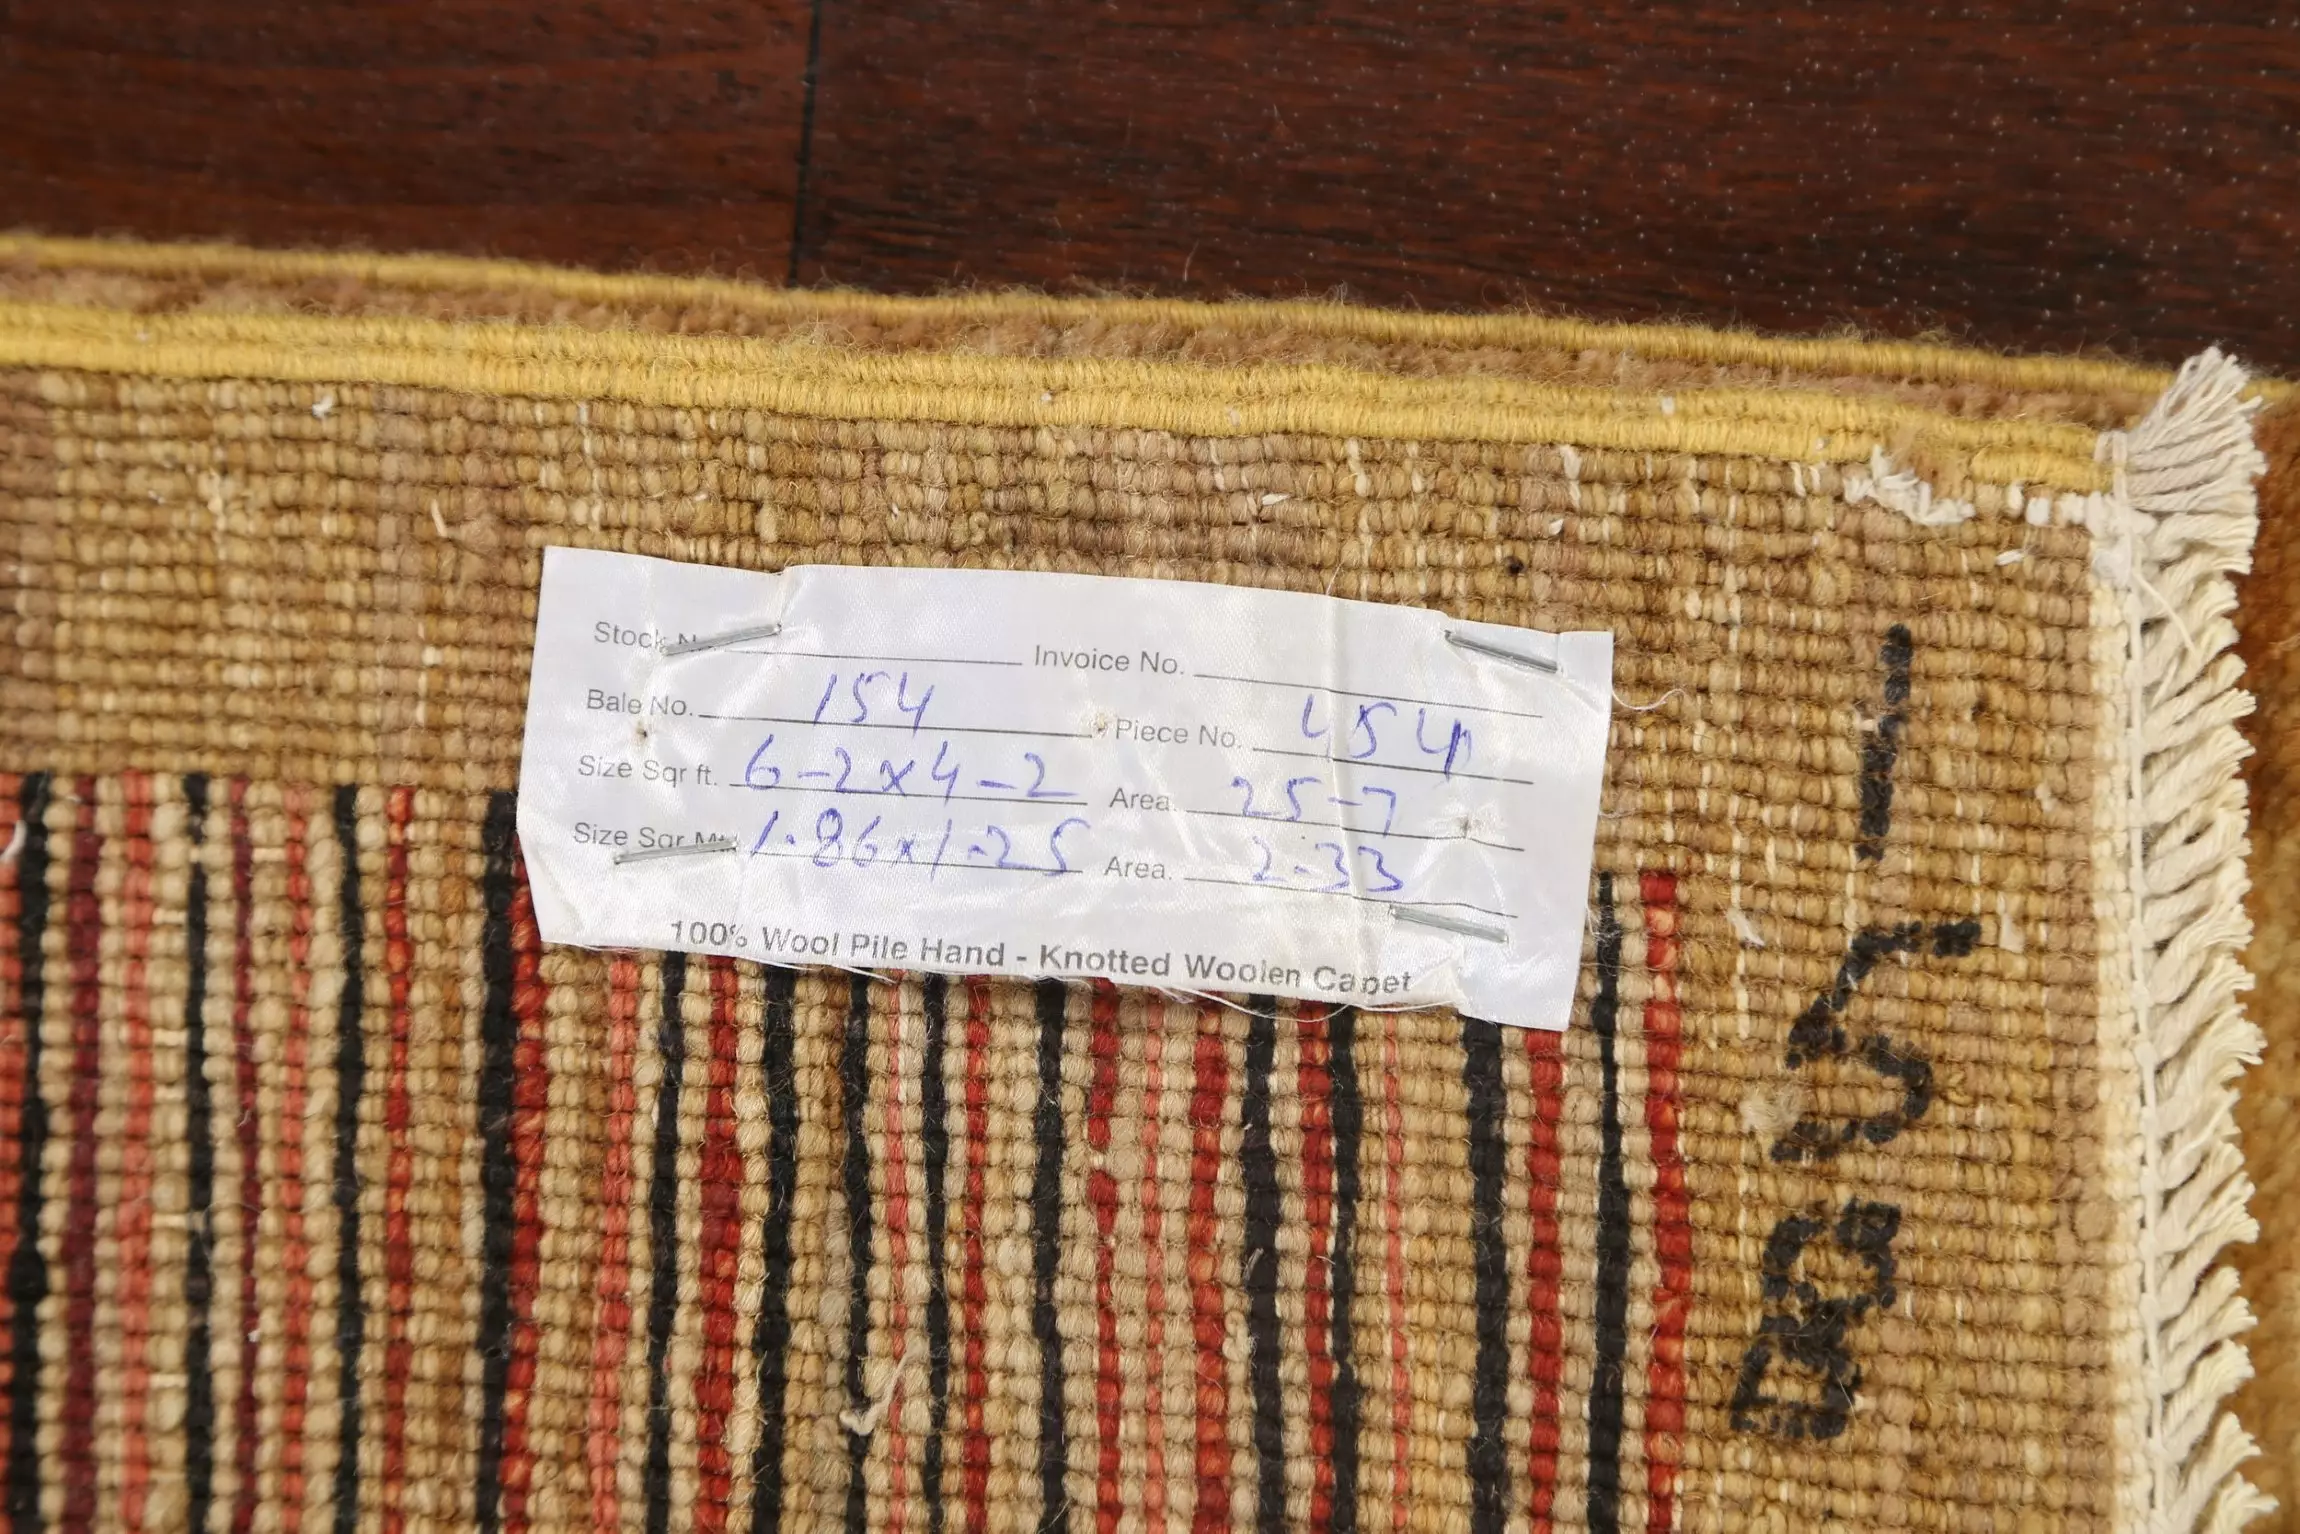 Stock N Invoice No.
Bale No. 154 Piece No. 454
Size Sqr ft. 6-2x4-2 Area. 25-7
Size Sqr Mt. 1.86x1.25 Area. 2.33
100% Wool Pile Hand - Knotted Woolen Capet